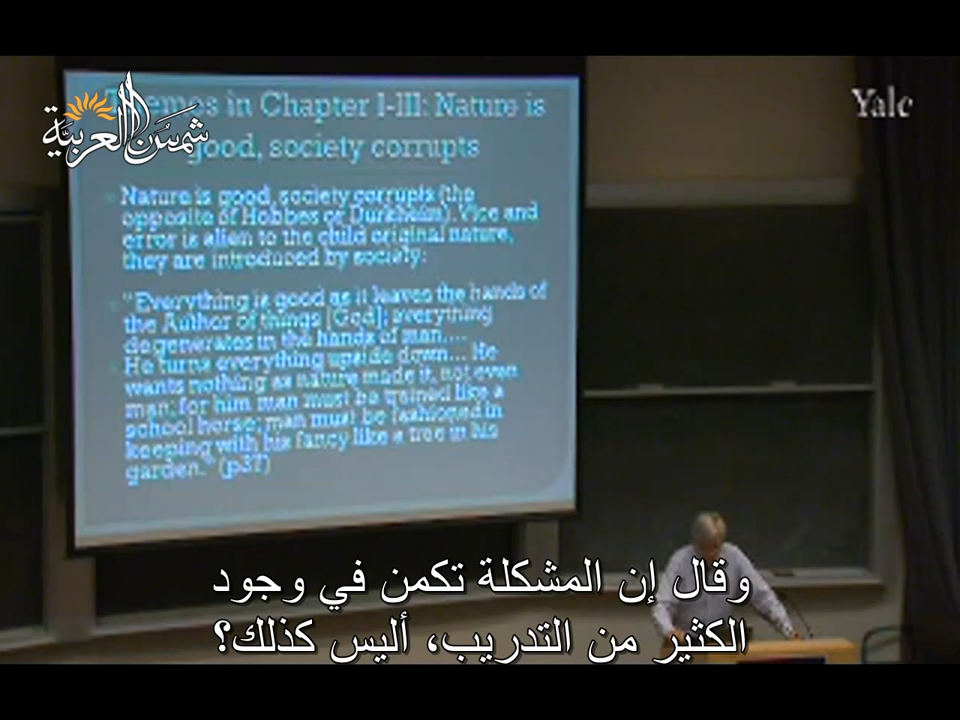 Themes in Chapter I-III: Nature is
good, society corrupts
شمس العربية
Yale
Nature is good, society corrupts (the
opposite of Hobbes or Durkheim). Vice and
error is alien to the child original nature,
they are introduced by society:
"Everything is good as it leaves the hands of
the Author of things [God]; everything
degenerates in the hands of man....
He turns everything upside down... He
wants nothing as nature made it, not even
man; for him man must be trained like a
school horse; man must be fashioned in
keeping with his fancy like a tree in his
garden." (p37)
وقال إن المشكلة تكمن في وجود
الكثير من التدريب، أليس كذلك؟